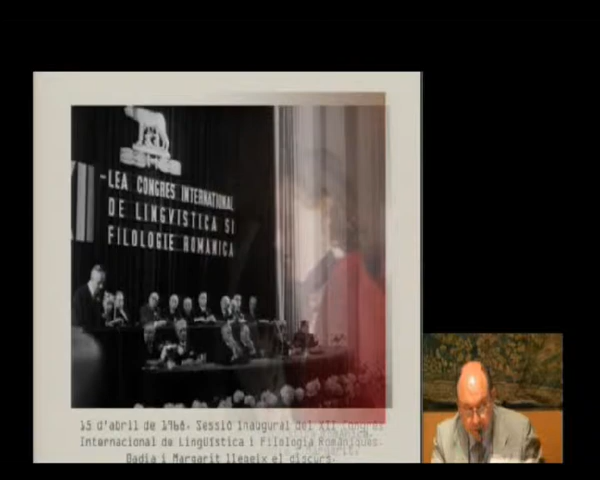 -LEA CONGRES INTERNATIONAL
DE LINGVISTICA SI
FILOLOGIE ROMANICA
15 d'abril de 1968. Sessió inaugural del XII Congrés
Internacional de Lingüística i Filologia Romàniques.
Badia i Margarit llegeix el discurs.